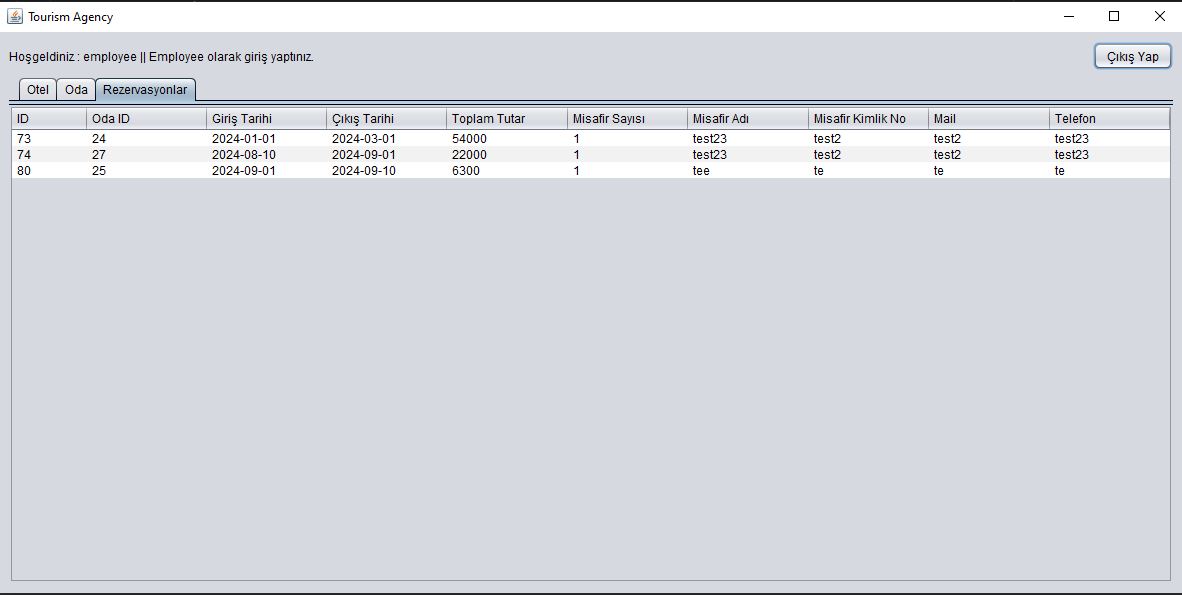 Tourism Agency
Hoşgeldiniz : employee || Employee olarak giriş yaptınız.
Çıkış Yap
Otel Oda Rezervasyonlar
ID Oda ID Giriş Tarihi Çıkış Tarihi Toplam Tutar Misafir Sayısı Misafir Adı Misafir Kimlik No Mail Telefon
73 24 2024-01-01 2024-03-01 54000 1 test23 test2 test2 test23
74 27 2024-08-10 2024-09-01 22000 1 test23 test2 test2 test23
80 25 2024-09-01 2024-09-10 6300 1 tee te te te